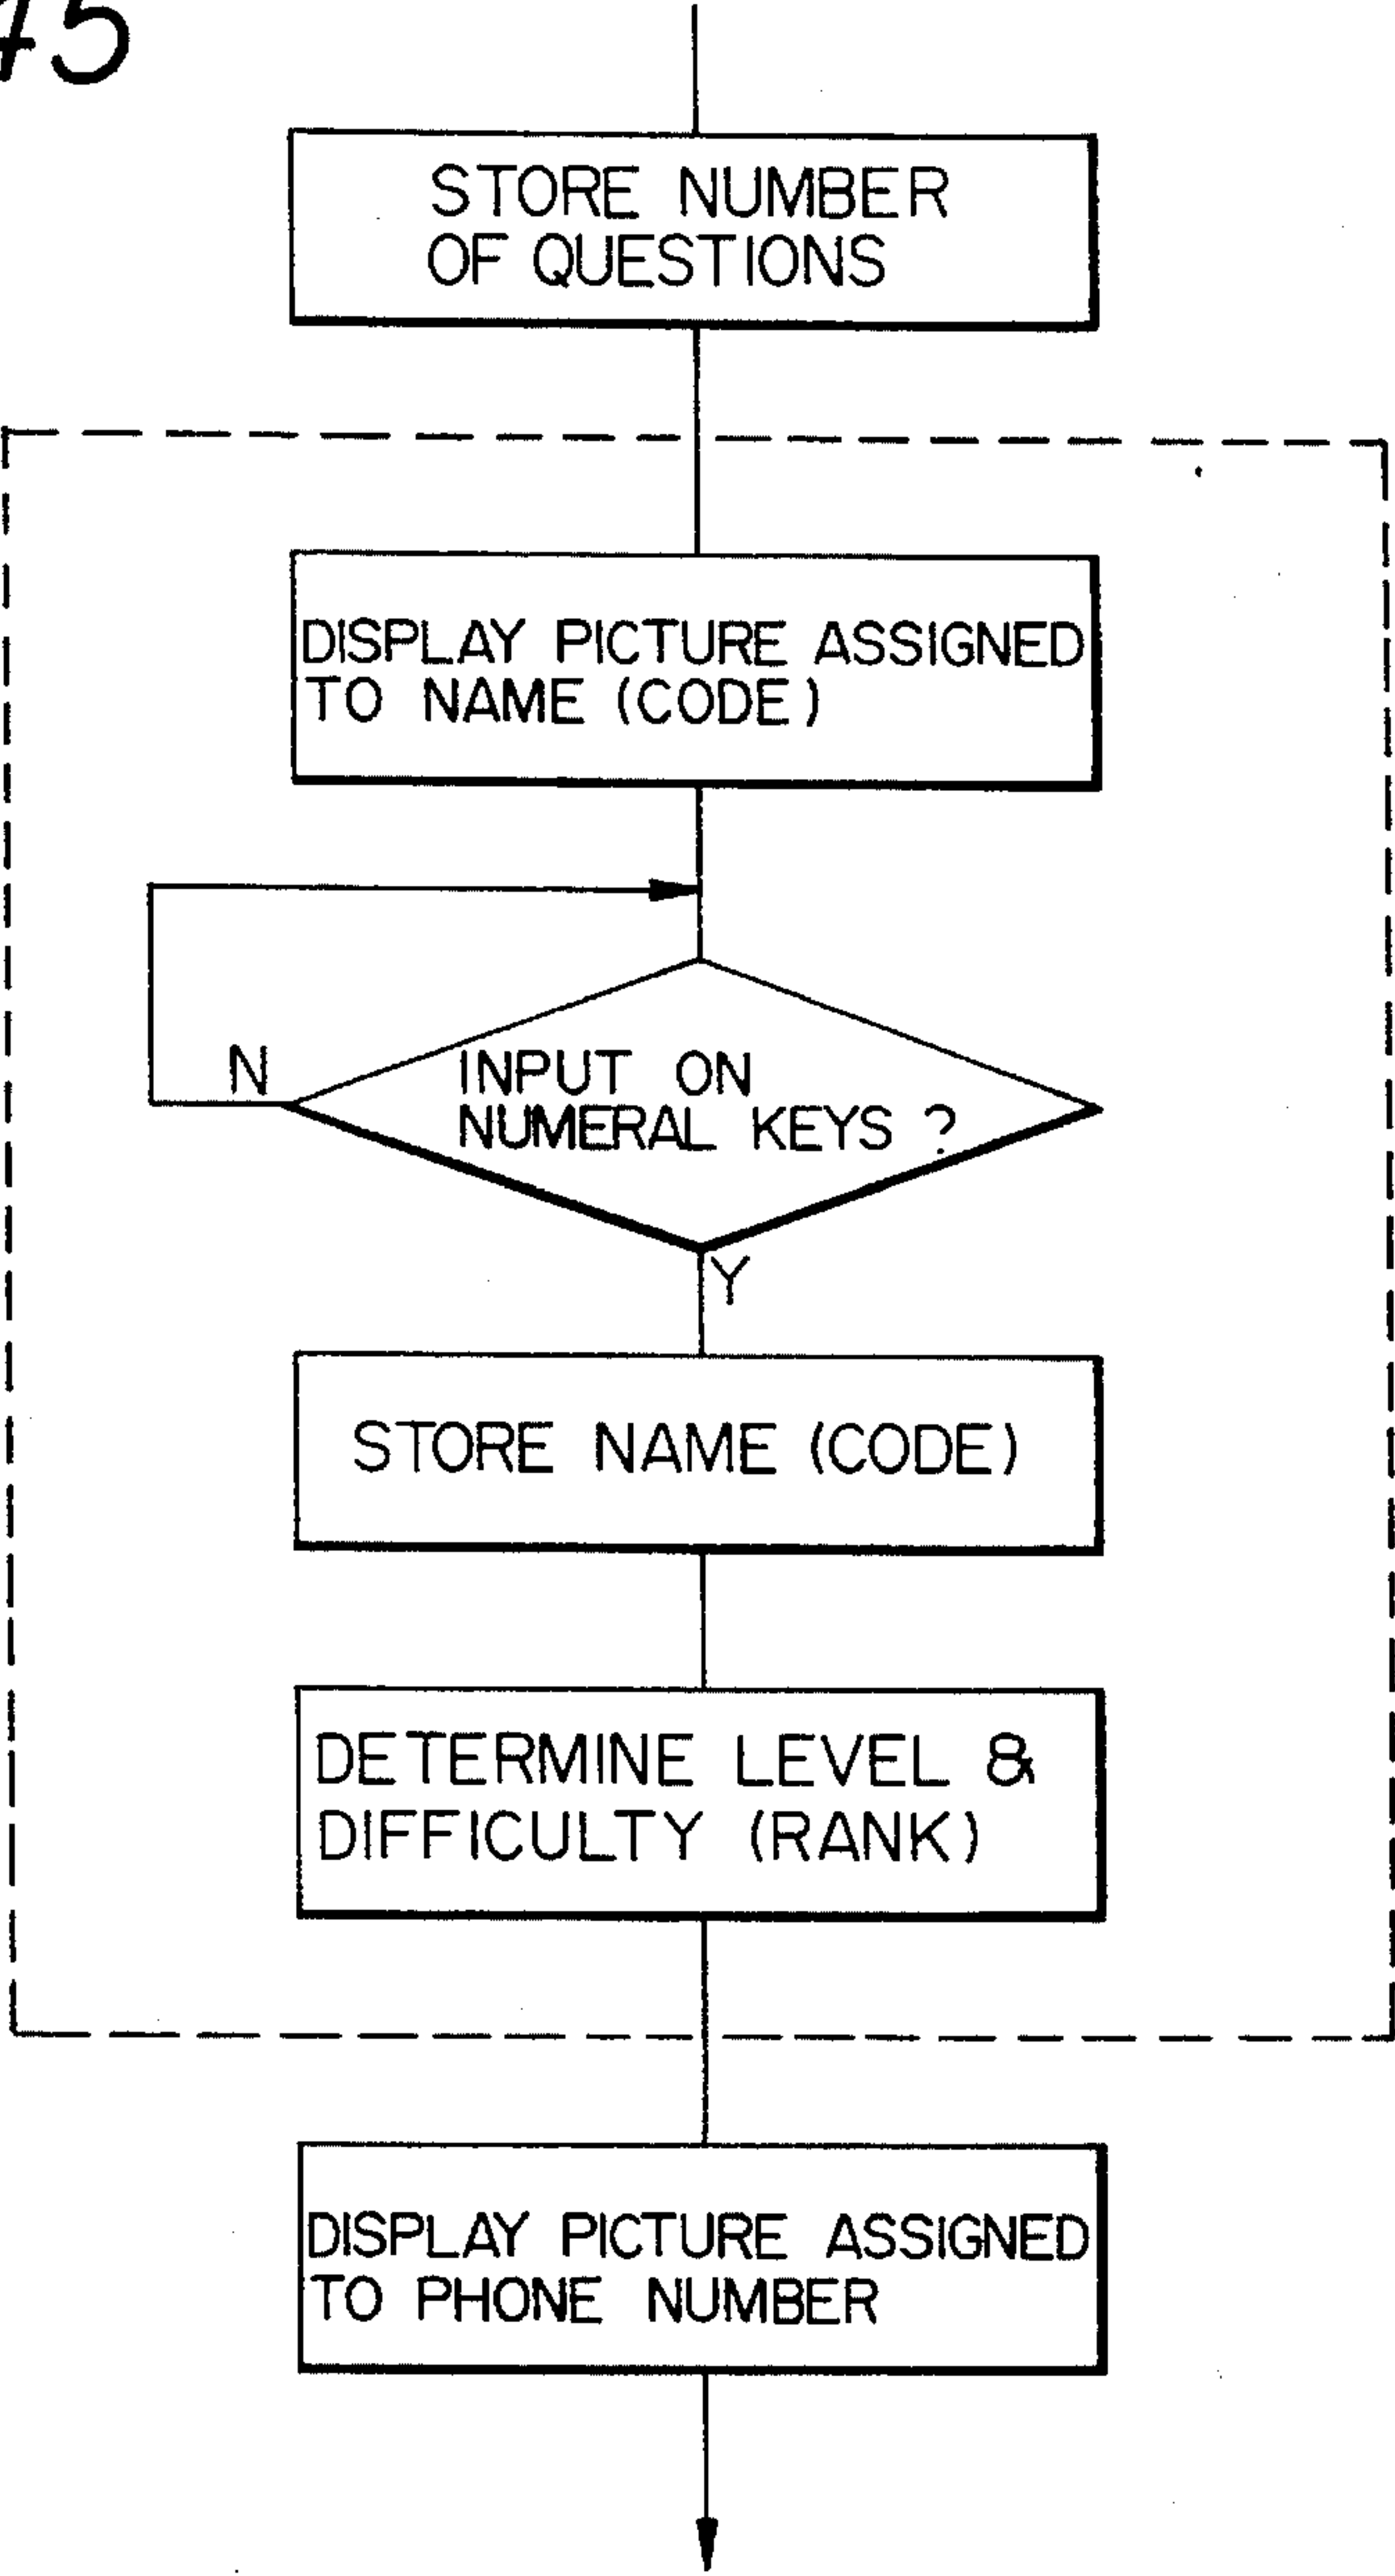 45
STORE NUMBER
OF QUESTIONS
DISPLAY PICTURE ASSIGNED
TO NAME (CODE)
N
INPUT ON
NUMERAL KEYS ?
Y
STORE NAME (CODE)
DETERMINE LEVEL &
DIFFICULTY (RANK)
DISPLAY PICTURE ASSIGNED
TO PHONE NUMBER